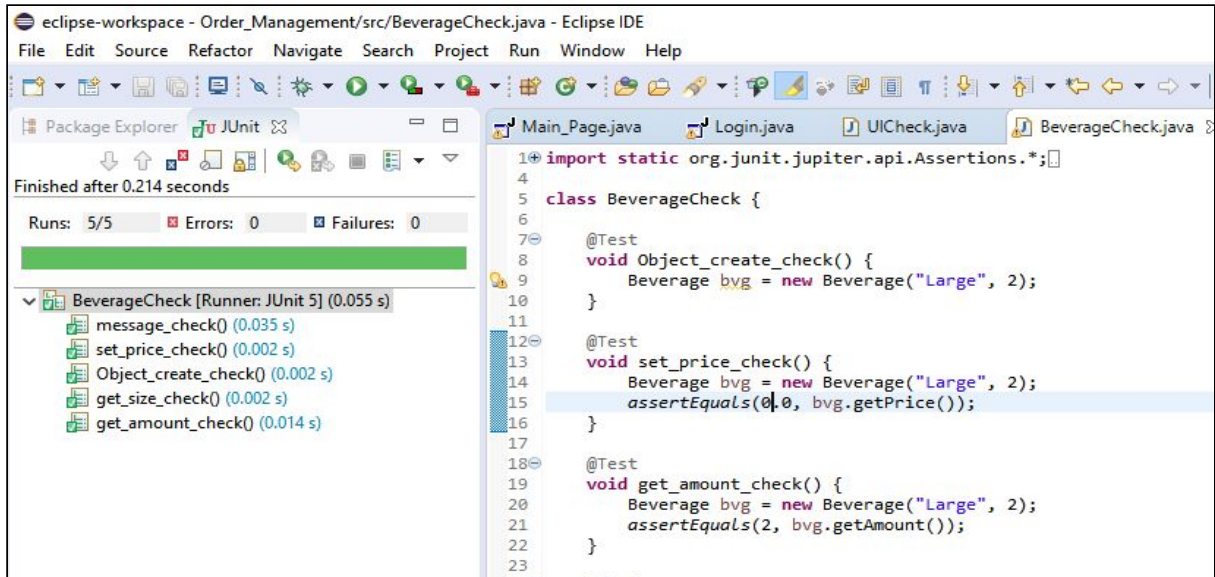 eclipse-workspace - Order_Management/src/BeverageCheck.java - Eclipse IDE
File Edit Source Refactor Navigate Search Project Run Window Help
Package Explorer JUnit
Finished after 0.214 seconds
Runs: 5/5 Errors: 0 Failures: 0
BeverageCheck [Runner: JUnit 5] (0.055 s)
message_check() (0.035 s)
set_price_check() (0.002 s)
Object_create_check() (0.002 s)
get_size_check() (0.002 s)
get_amount_check() (0.014 s)
Main_Page.java Login.java UICheck.java BeverageCheck.java
1 import static org.junit.jupiter.api.Assertions.*;
4
5 class BeverageCheck {
6
7 @Test
8 void Object_create_check() {
9 Beverage bvg = new Beverage("Large", 2);
10 }
11
12 @Test
13 void set_price_check() {
14 Beverage bvg = new Beverage("Large", 2);
15 assertEquals(0.0, bvg.getPrice());
16 }
17
18 @Test
19 void get_amount_check() {
20 Beverage bvg = new Beverage("Large", 2);
21 assertEquals(2, bvg.getAmount());
22 }
23